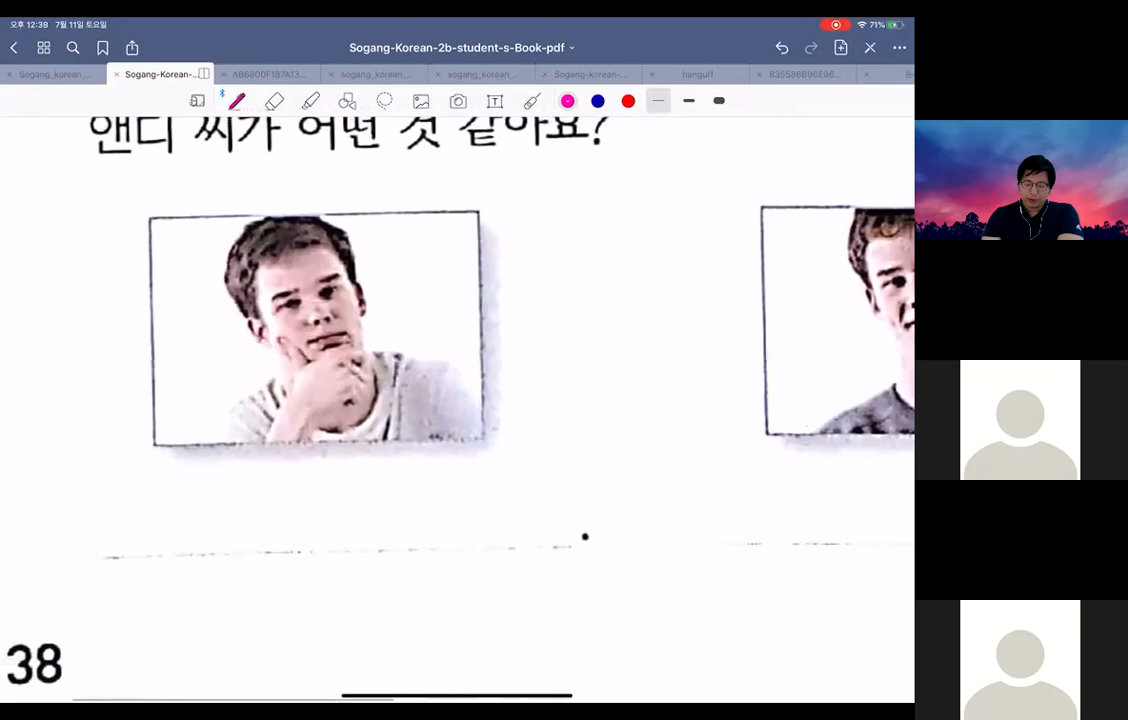 오후 12:38 7월 11일 토요일
71%
Sogang-Korean-2b-student-s-Book-pdf
Sogang_korean_...
Sogang-Korean-...
AB6800F1B7A13...
sogang_korean_...
sogang_korean_...
Sogang-korean-...
hangul1
835586B96E96...
앤디 씨가 어떤 것 같아요?
38